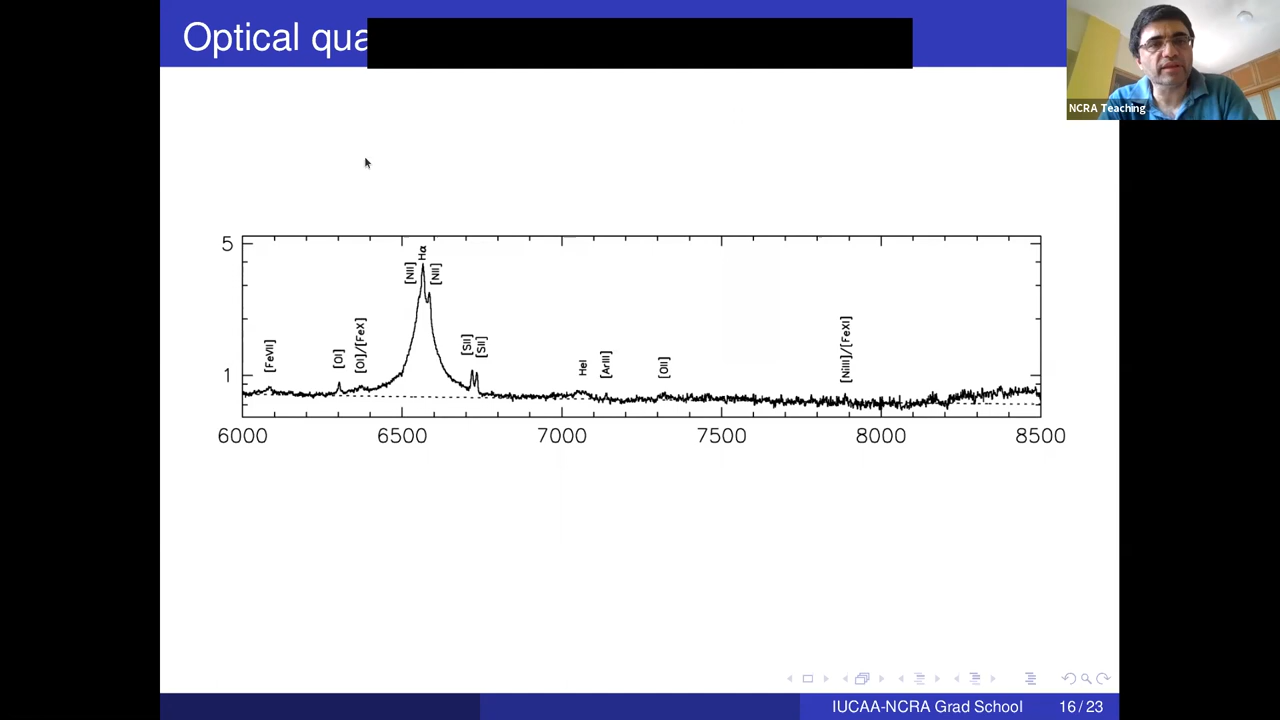 Optical qua
NCRA Teaching
5
1
[FeVII]
[OI]
[OI]/[FeX]
[NII]
Hα
[NII]
[SII]
[SII]
HeI
[ArIII]
[OII]
[NiIII]/[FeXI]
6000 6500 7000 7500 8000 8500
IUCAA-NCRA Grad School 16 / 23